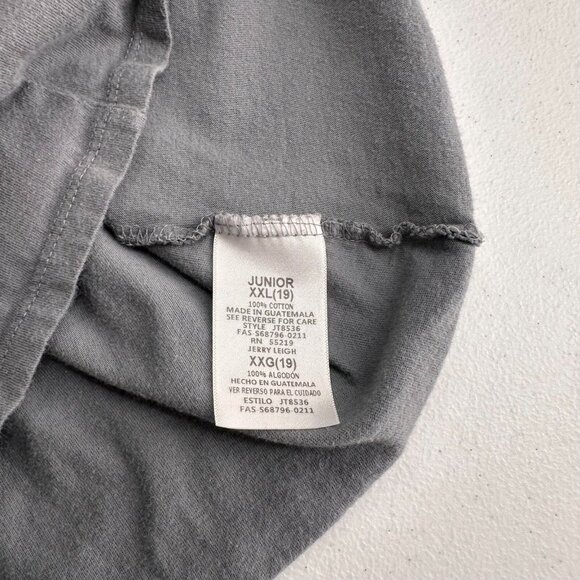 JUNIOR
XXL(19)
100% COTTON
MADE IN GUATEMALA
SEE REVERSE FOR CARE
STYLE JT8536
FAS S68796-0211
RN 55219
JERRY LEIGH
XXG(19)
100% ALGODÓN
HECHO EN GUATEMALA
VER REVERSO PARA EL CUIDADO
ESTILO JT8536
FAS S68796-0211